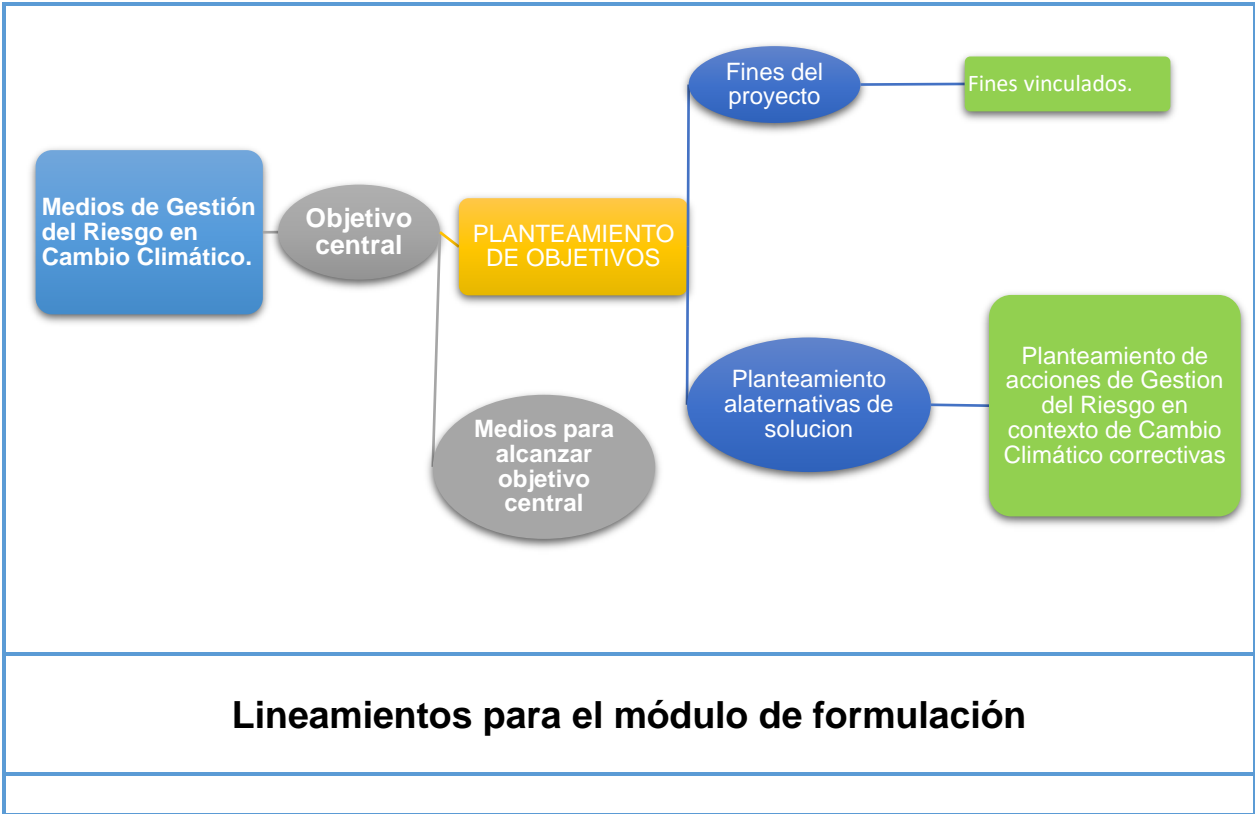 Fines del
proyecto
Fines vinculados.
Medios de Gestión
del Riesgo en
Cambio Climático.
Objetivo
central
PLANTEAMIENTO
DE OBJETIVOS
Planteamiento
alaternativas de
solucion
Planteamiento de
acciones de Gestion
del Riesgo en
contexto de Cambio
Climático correctivas
Medios para
alcanzar
objetivo
central
Lineamientos para el módulo de formulación